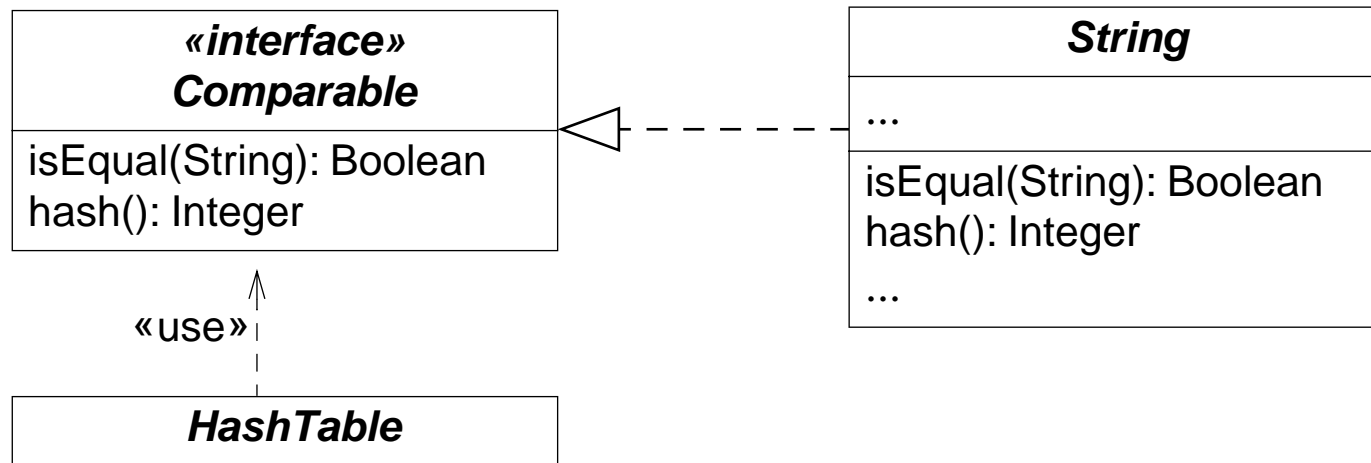 «interface»
Comparable
isEqual(String): Boolean
hash(): Integer
String
...
isEqual(String): Boolean
hash(): Integer
...
«use»
HashTable